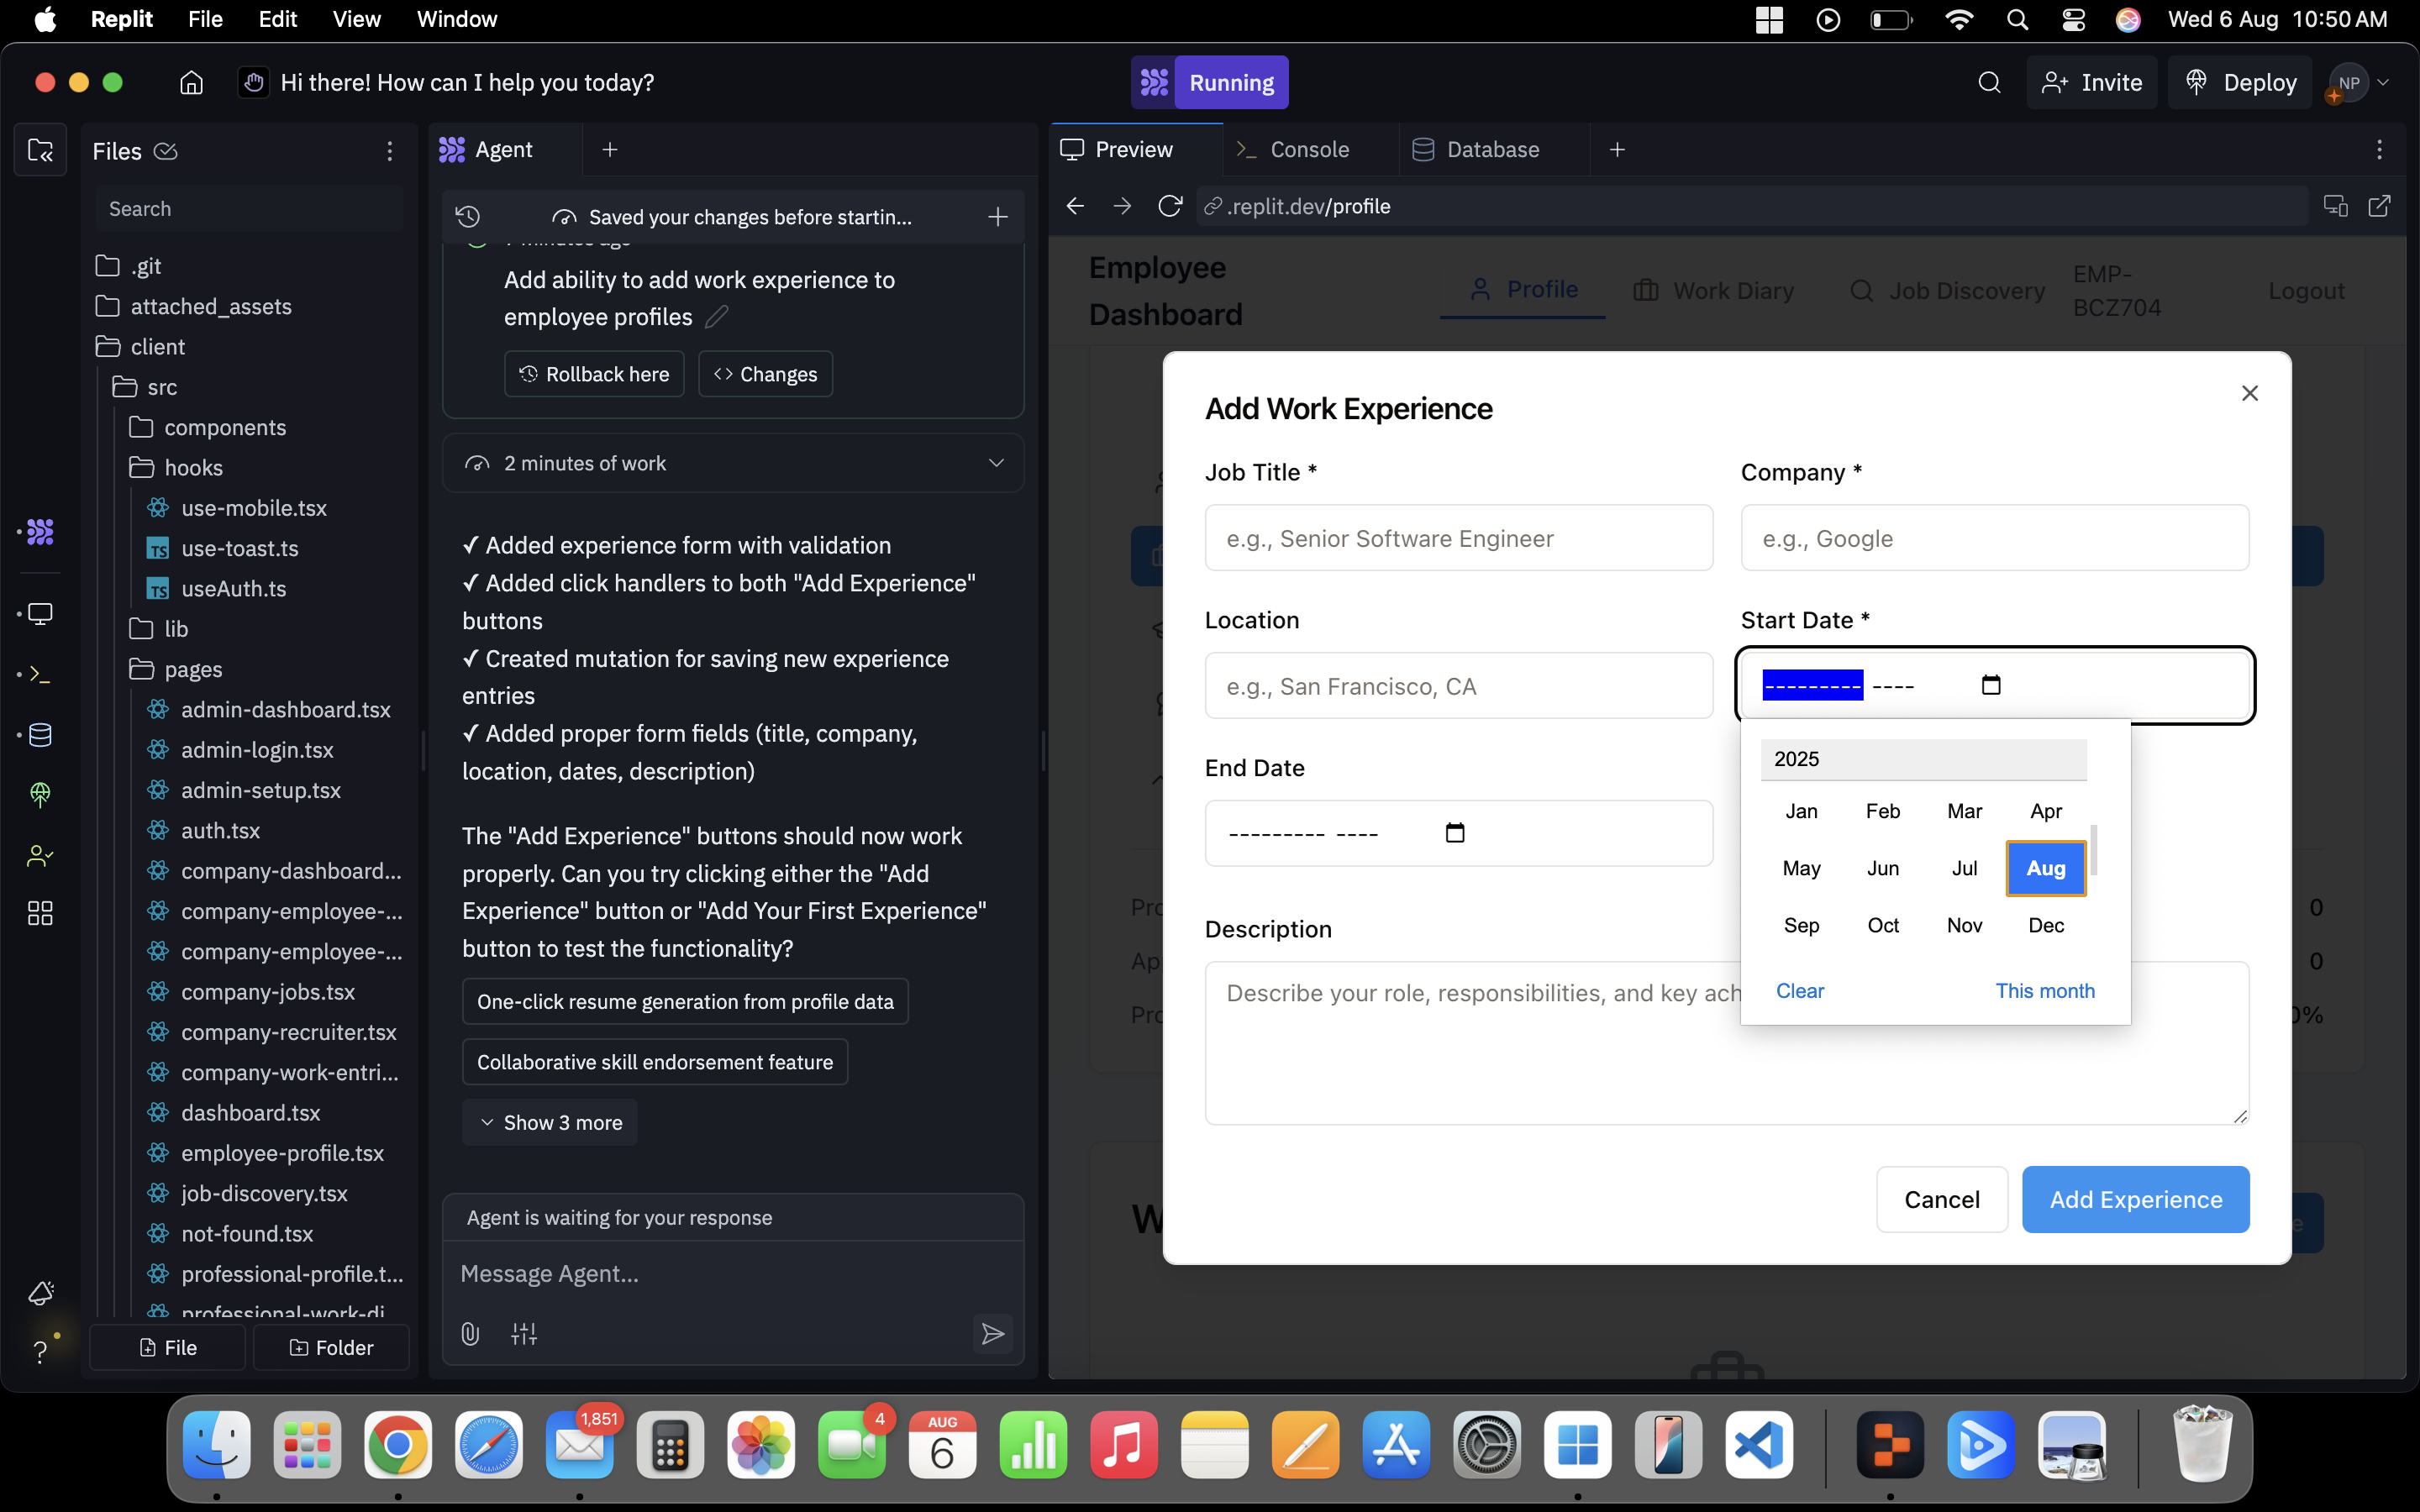 Replit File Edit View Window
Wed 6 Aug 10:50 AM
Hi there! How can I help you today?
Running
Invite
Deploy
NP
Files
Search
.git
attached_assets
client
src
components
hooks
use-mobile.tsx
TS use-toast.ts
TS useAuth.ts
lib
pages
admin-dashboard.tsx
admin-login.tsx
admin-setup.tsx
auth.tsx
company-dashboard...
company-employee-...
company-employee-...
company-jobs.tsx
company-recruiter.tsx
company-work-entri...
dashboard.tsx
employee-profile.tsx
job-discovery.tsx
not-found.tsx
professional-profile.t...
professional-work-di
File
Folder
?
Agent
Saved your changes before startin...
minutes ago
Add ability to add work experience to
employee profiles
Rollback here
<> Changes
2 minutes of work
✓ Added experience form with validation
✓ Added click handlers to both "Add Experience"
buttons
✓ Created mutation for saving new experience
entries
✓ Added proper form fields (title, company,
location, dates, description)
The "Add Experience" buttons should now work
properly. Can you try clicking either the "Add
Experience" button or "Add Your First Experience"
button to test the functionality?
One-click resume generation from profile data
Collaborative skill endorsement feature
Show 3 more
Agent is waiting for your response
Message Agent...
Preview
Console
Database
.replit.dev/profile
Employee
Dashboard
Profile
Work Diary
Job Discovery
EMP-
BCZ704
Logout
Add Work Experience
Job Title *
Company *
e.g., Senior Software Engineer
e.g., Google
Location
Start Date *
e.g., San Francisco, CA
--------- ----
End Date
--------- ----
2025
Jan Feb Mar Apr
May Jun Jul Aug
Sep Oct Nov Dec
Clear
This month
Description
Describe your role, responsibilities, and key ach
Cancel
Add Experience
Pro
0
Ap
0
Pro
0%
W
e
1,851
4
AUG
6